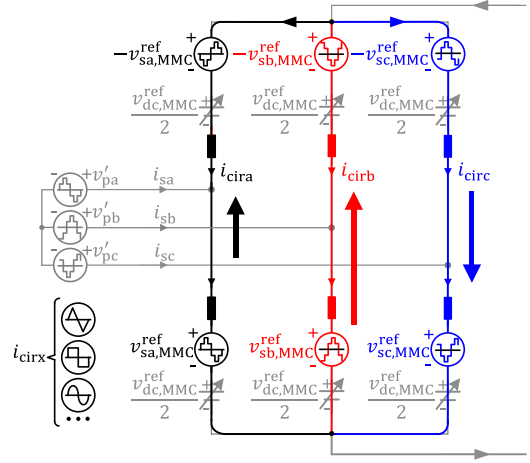 + + +
−v^ref_sa,MMC −v^ref_sb,MMC −v^ref_sc,MMC
- - -
v^ref_dc,MMC/2 + - v^ref_dc,MMC/2 + - v^ref_dc,MMC/2 + -
i_cira i_cirb i_circ
- + v′_pa i_sa
- + v′_pb i_sb
- + v′_pc i_sc
+ + +
i_cirx v^ref_sa,MMC v^ref_sb,MMC v^ref_sc,MMC
- - -
v^ref_dc,MMC/2 + - v^ref_dc,MMC/2 + - v^ref_dc,MMC/2 + -
•••